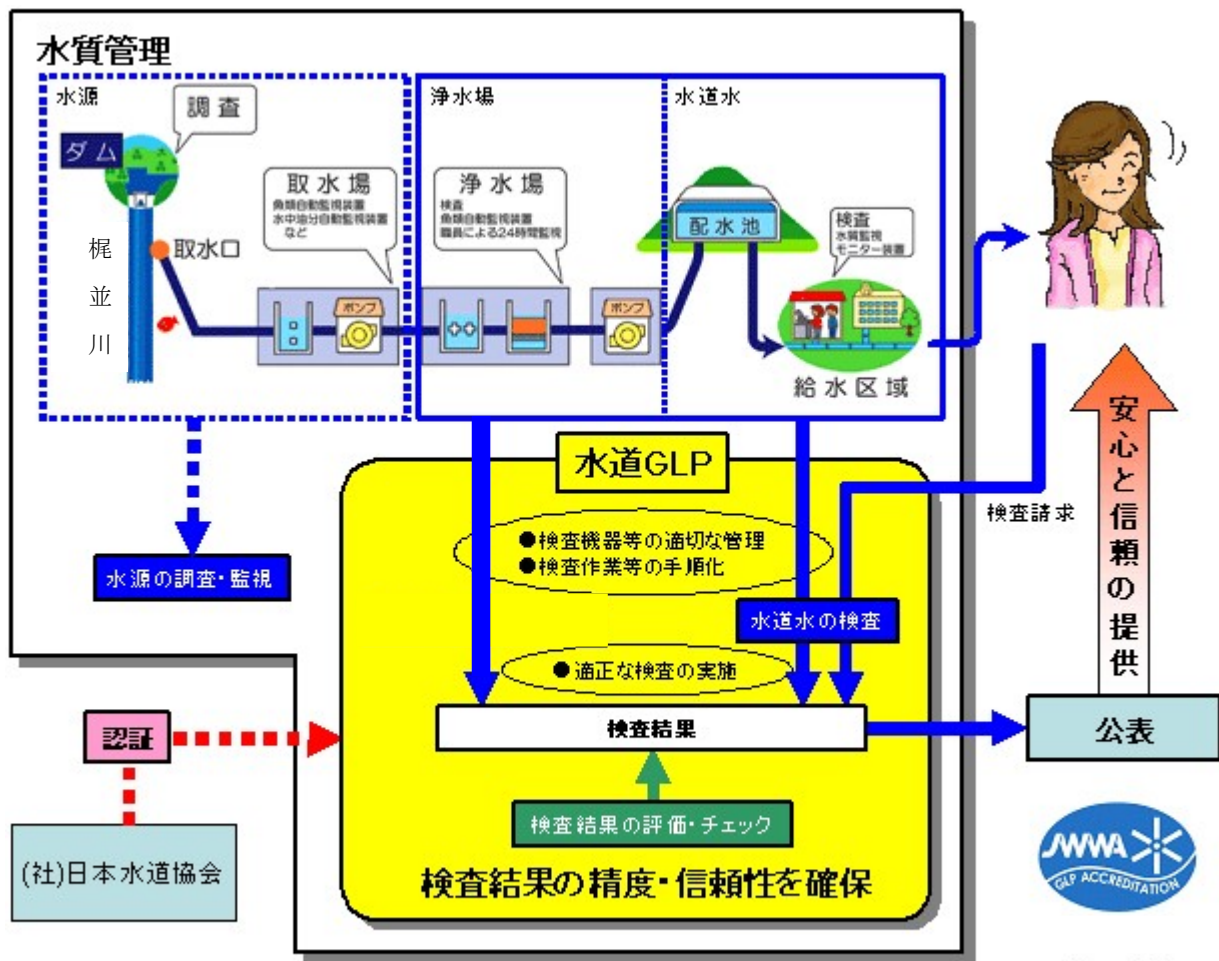 水質管理
水源
調査
ダム
梶
並
川
取水口
取水場
魚類自動監視装置
水中油分自動監視装置
など
ポンプ
浄水場
浄水場
検査
魚類自動監視装置
職員による24時間監視
ポンプ
水道水
配水池
検査
水質監視
モニター装置
給水区域
水道GLP
●検査機器等の適切な管理
●検査作業等の手順化
水源の調査・監視
水道水の検査
●適正な検査の実施
検査結果
検査結果の評価・チェック
検査結果の精度・信頼性を確保
認証
(社)日本水道協会
検査請求
安心と信頼の提供
公表
JWWA
GLP ACCREDITATION